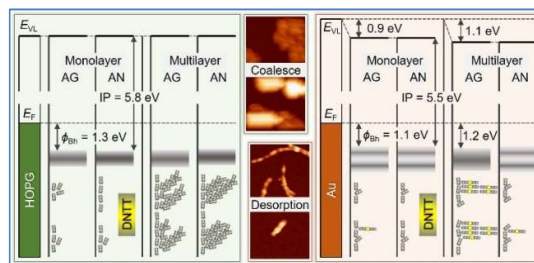 E_VL
Monolayer
Multilayer
AG
AN
AG
AN
IP = 5.8 eV
E_F
ϕ_Bh = 1.3 eV
HOPG
DNTT
Coalesce
Desorption
E_VL
0.9 eV
1.1 eV
Monolayer
Multilayer
AG
AN
AG
AN
IP = 5.5 eV
E_F
ϕ_Bh = 1.1 eV
1.2 eV
Au
DNTT